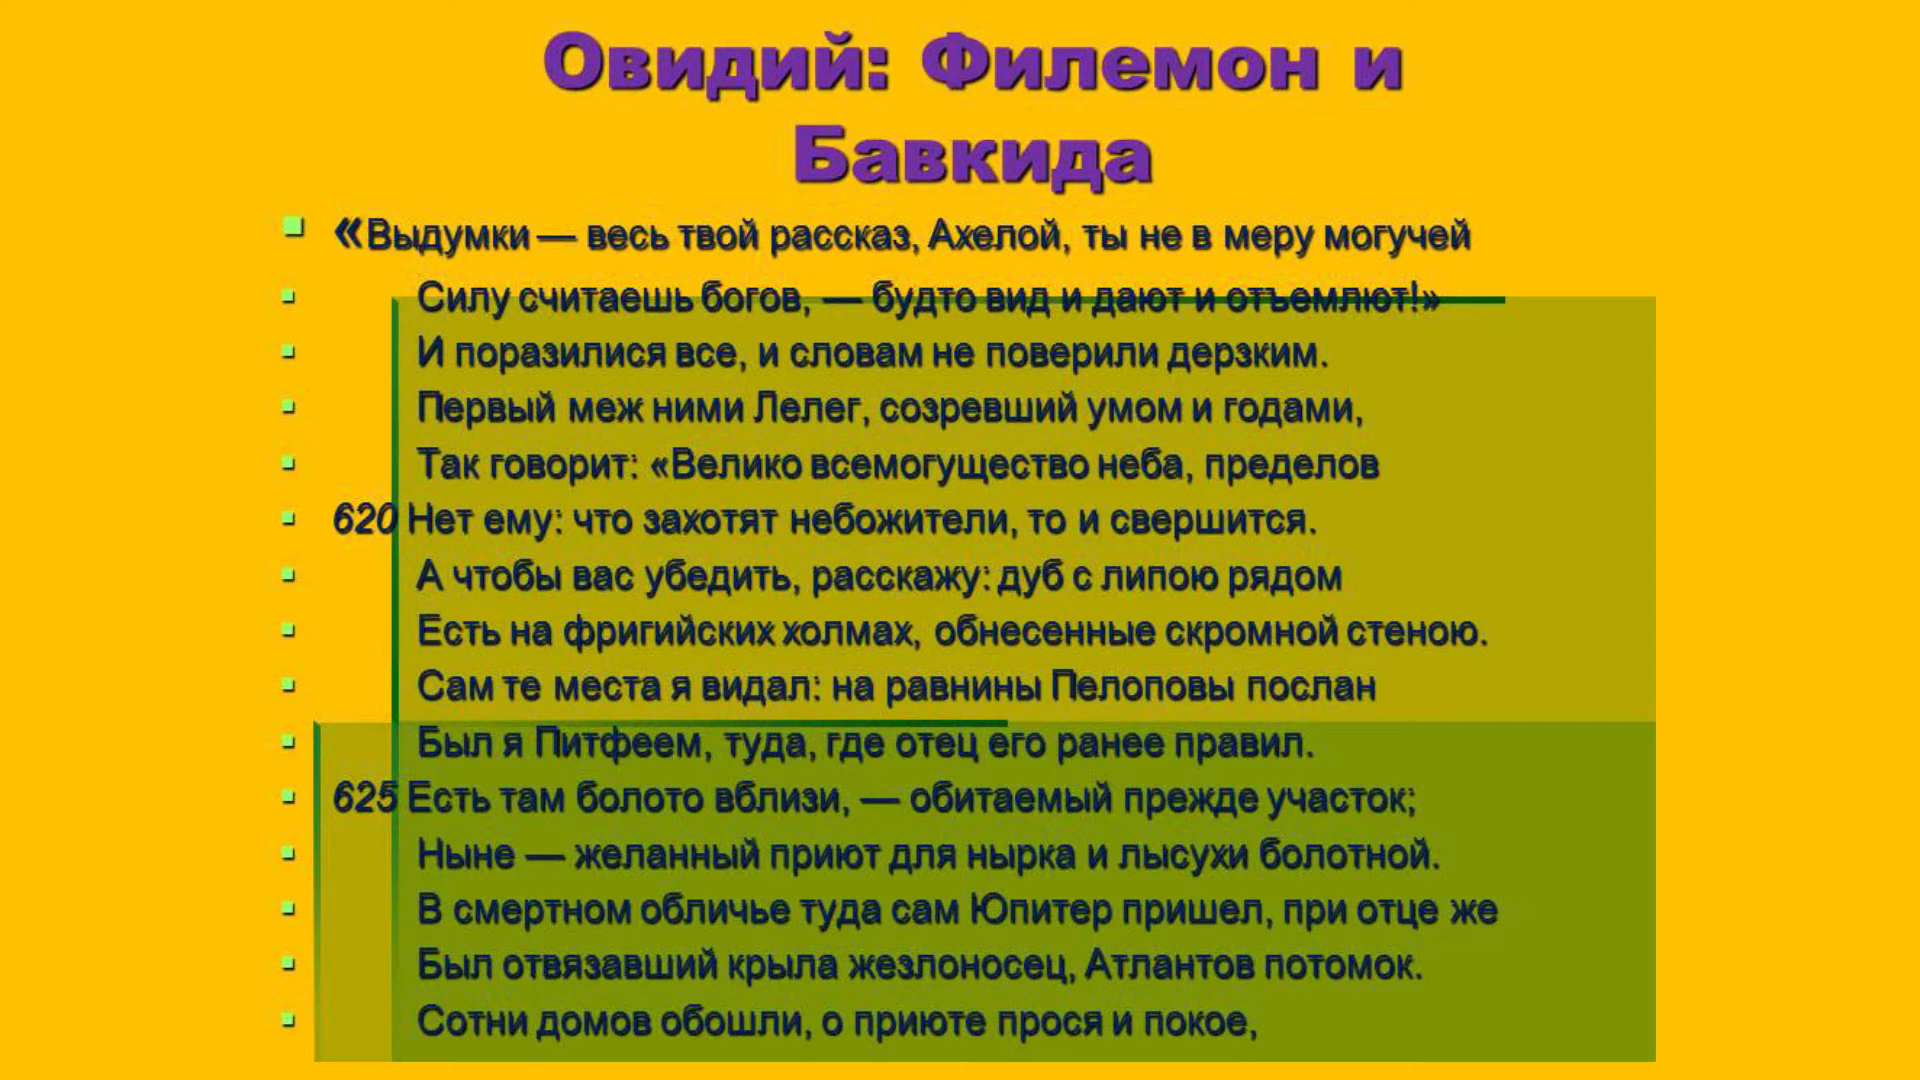 Овидий: Филемон и
Бавкида
«Выдумки — весь твой рассказ, Ахелой, ты не в меру могучей
Силу считаешь богов, — будто вид и дают и отъемлют!»
И поразилися все, и словам не поверили дерзким.
Первый меж ними Лелег, созревший умом и годами,
Так говорит: «Велико всемогущество неба, пределов
620 Нет ему: что захотят небожители, то и свершится.
А чтобы вас убедить, расскажу: дуб с липою рядом
Есть на фригийских холмах, обнесенные скромной стеною.
Сам те места я видал: на равнины Пелоповы послан
Был я Питфеем, туда, где отец его ранее правил.
625 Есть там болото вблизи, — обитаемый прежде участок;
Ныне — желанный приют для нырка и лысухи болотной.
В смертном обличье туда сам Юпитер пришел, при отце же
Был отвязавший крыла жезлоносец, Атлантов потомок.
Сотни домов обошли, о приюте прося и покое,